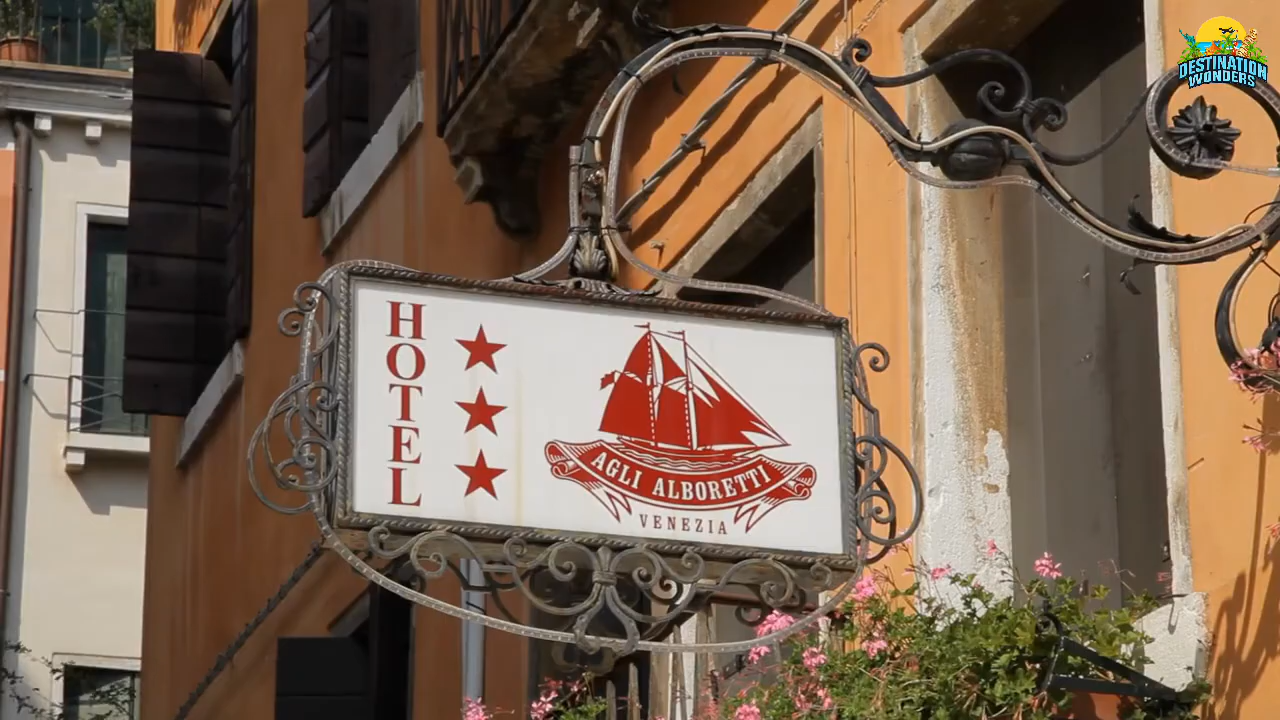 HOTEL
AGLI ALBORETTI
VENEZIA
DESTINATION
WONDERS